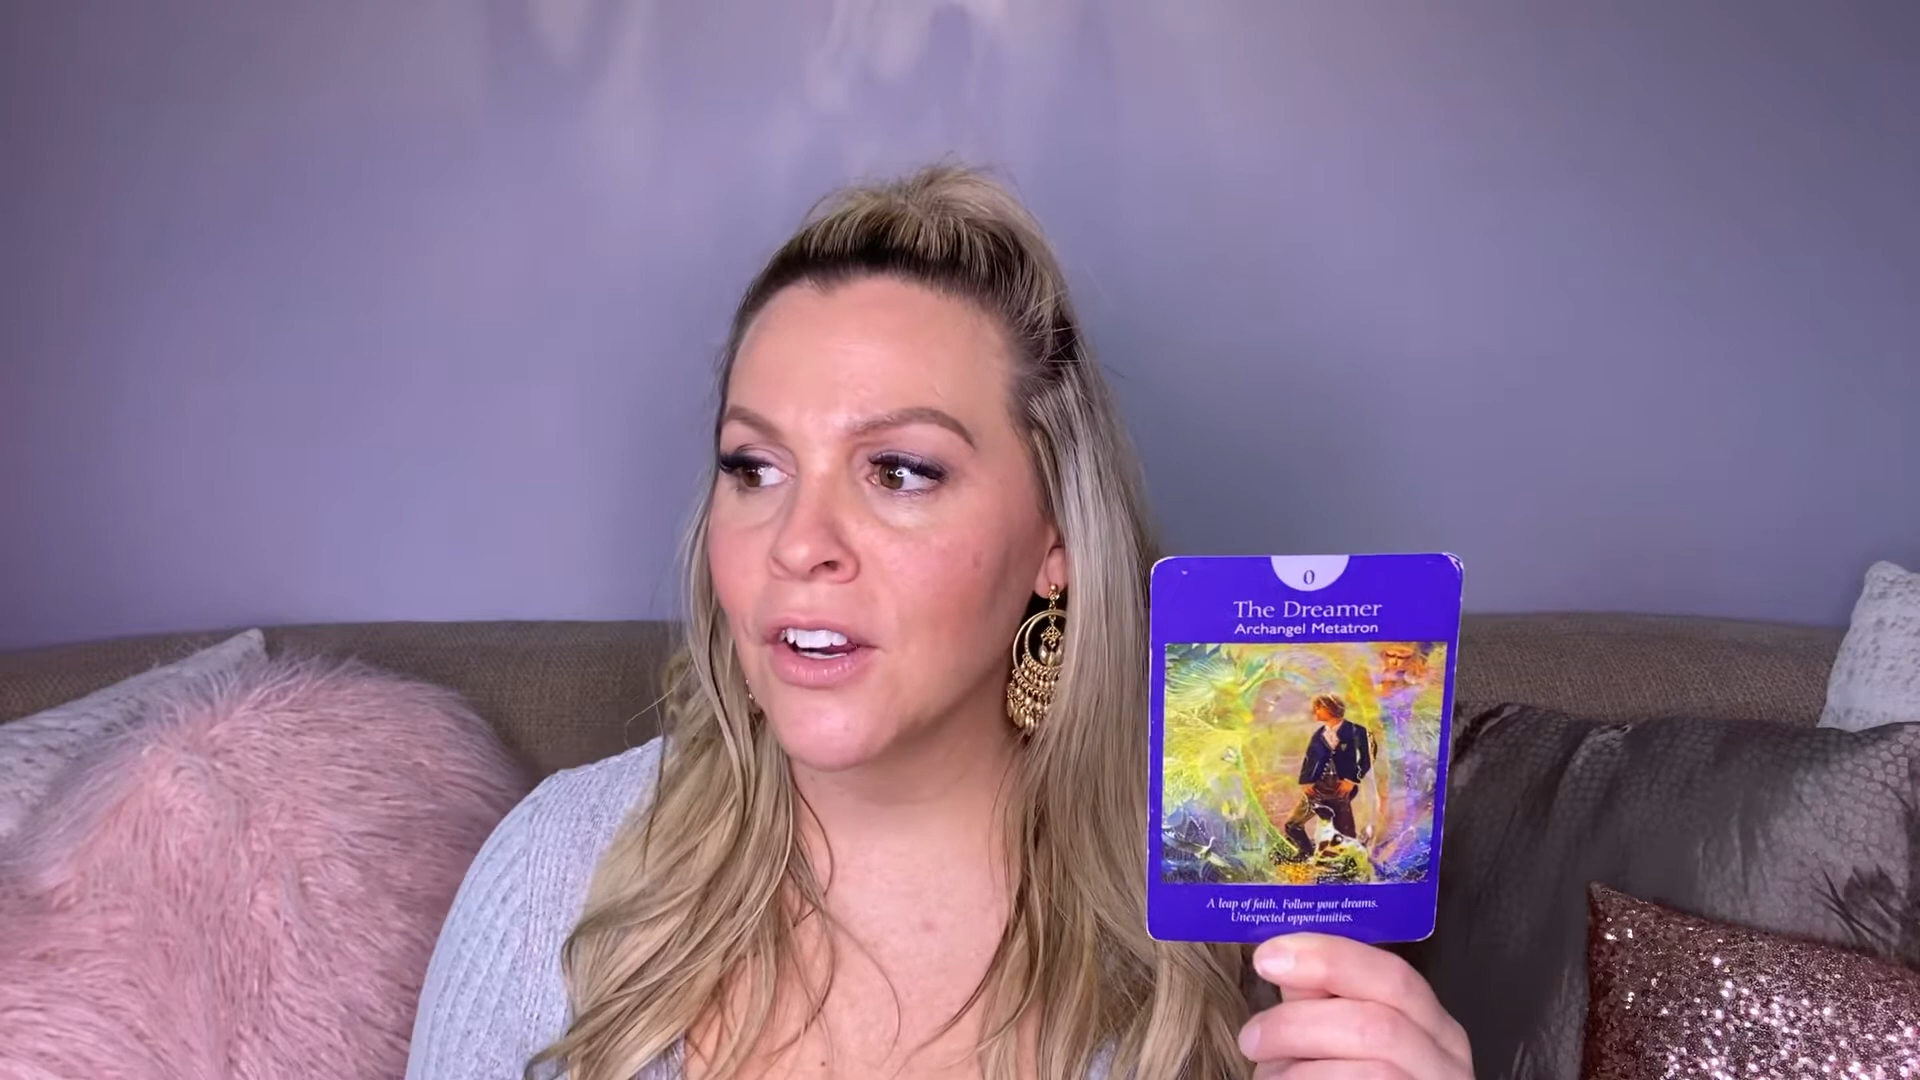 0
The Dreamer
Archangel Metatron
A leap of faith. Follow your dreams.
Unexpected opportunities.